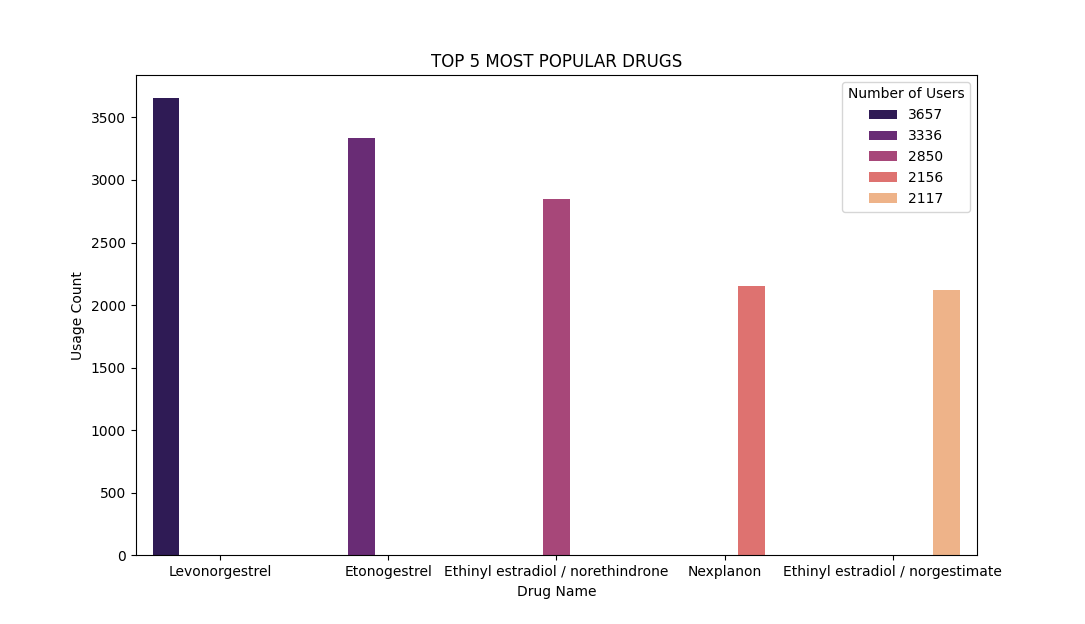 TOP 5 MOST POPULAR DRUGS
Number of Users
3657
3336
2850
2156
2117
Usage Count
3500
3000
2500
2000
1500
1000
500
0
Levonorgestrel Etonogestrel Ethinyl estradiol / norethindrone Nexplanon Ethinyl estradiol / norgestimate
Drug Name